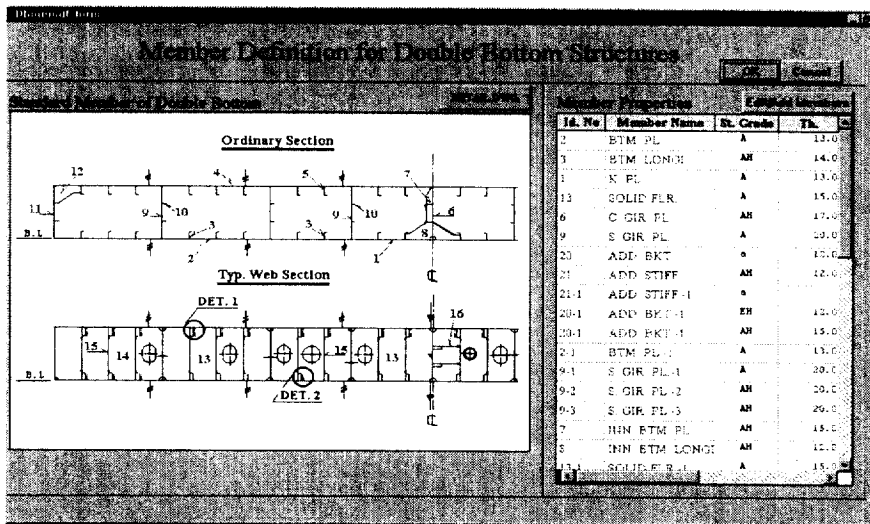 Member Definition for Double Bottom Structures
OK
Cancel
Standard Member of Double Bottom
Member Properties
Ordinary Section
12
4
5
7
11
9
10
9
10
6
3
3
8
B.L
2
1
Typ. Web Section
DET. 1
16
15
14
13
15
13
B.L
DET. 2
Id. No Member Name St. Grade Th.
2 BTM PL A 13.0
3 BTM LONGI AH 14.0
1 K PL A 13.0
13 SOLID FLR. A 15.0
6 C GIR PL AH 17.0
9 S GIR PL A
20 ADD BKT
21 ADD STIFF AH 12.0
21-1 ADD STIFF-1
20-1 ADD BKT-1 EH 12.0
20-1 ADD BKT-1 AH 15.0
2-1 BTM PL A 13.0
9-1 S GIR PL-1 A 20.0
9-2 S GIR PL-2 AH 20.0
9-3 S GIR PL-3 AH 20.0
7 INN BTM PL AH 15.0
8 INN BTM LONGI AH 12.0
13-1 SOLID FLR-1 A 15.0